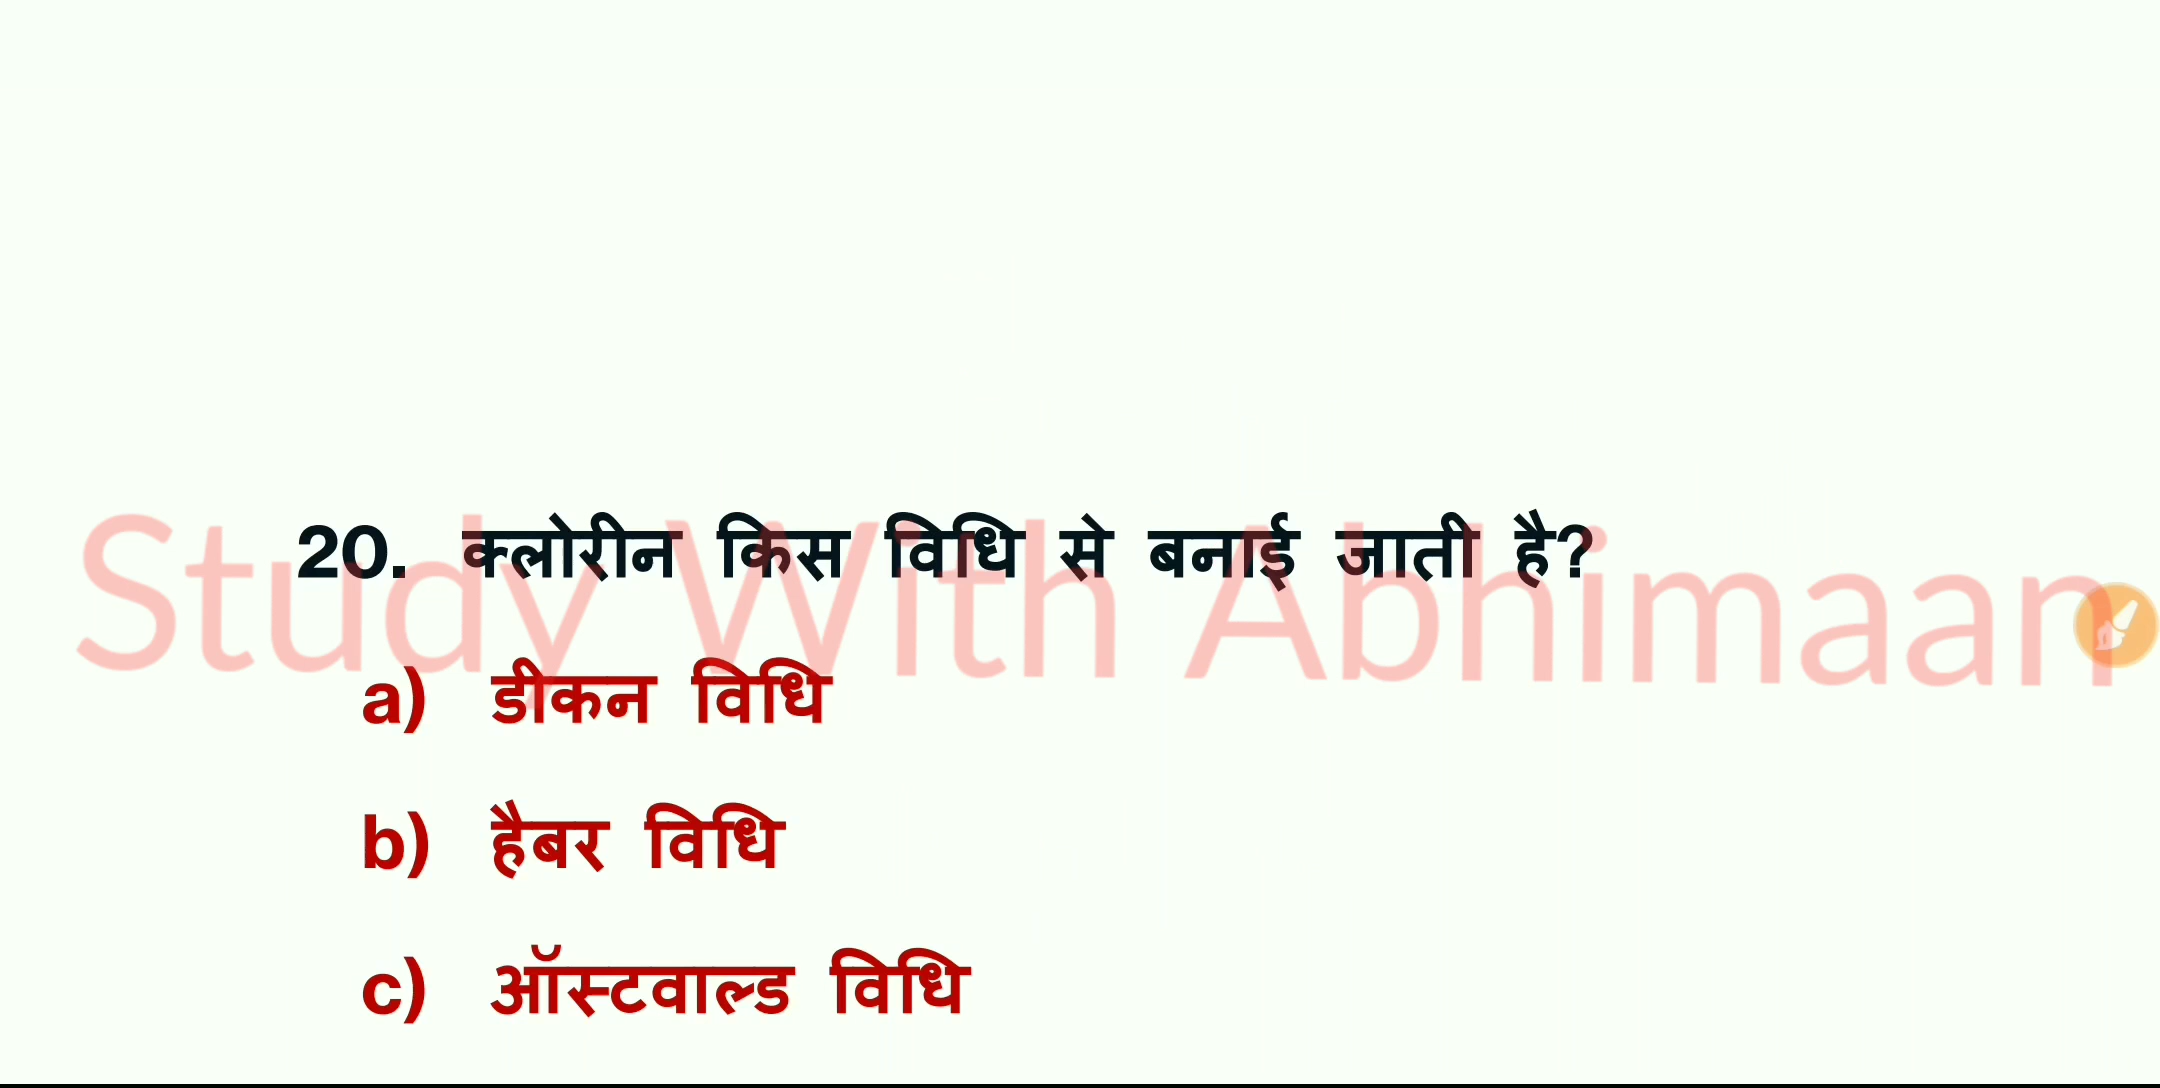 20. क्लोरीन किस विधि से बनाई जाती है?
Study With Abhimaan
a) डीकन विधि
b) हैबर विधि
c) ऑस्टवाल्ड विधि